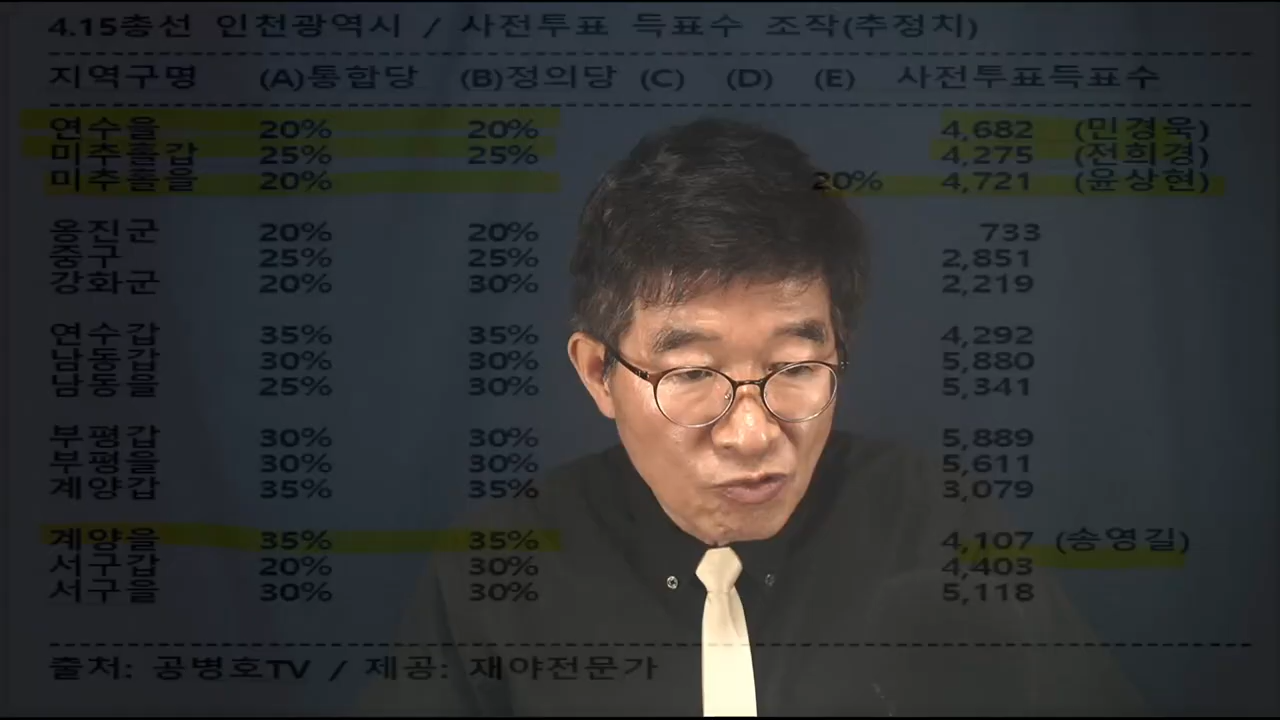 4.15총선 인천광역시 / 사전투표 득표수 조작(추정치)
지역구명 (A)통합당 (B)정의당 (C) (D) (E) 사전투표득표수
연수을 20% 20% 4,682 (민경욱)
미추홀갑 25% 25% 4,275 (전희경)
미추홀을 20% 20% 4,721 (윤상현)
옹진군 20% 20% 733
중구 25% 25% 2,851
강화군 20% 30% 2,219
연수갑 35% 35% 4,292
남동갑 30% 30% 5,880
남동을 25% 30% 5,341
부평갑 30% 30% 5,889
부평을 30% 30% 5,611
계양갑 35% 35% 3,079
계양을 35% 35% 4,107 (송영길)
서구갑 20% 30% 4,403
서구을 30% 30% 5,118
출처: 공병호TV / 제공: 재야전문가